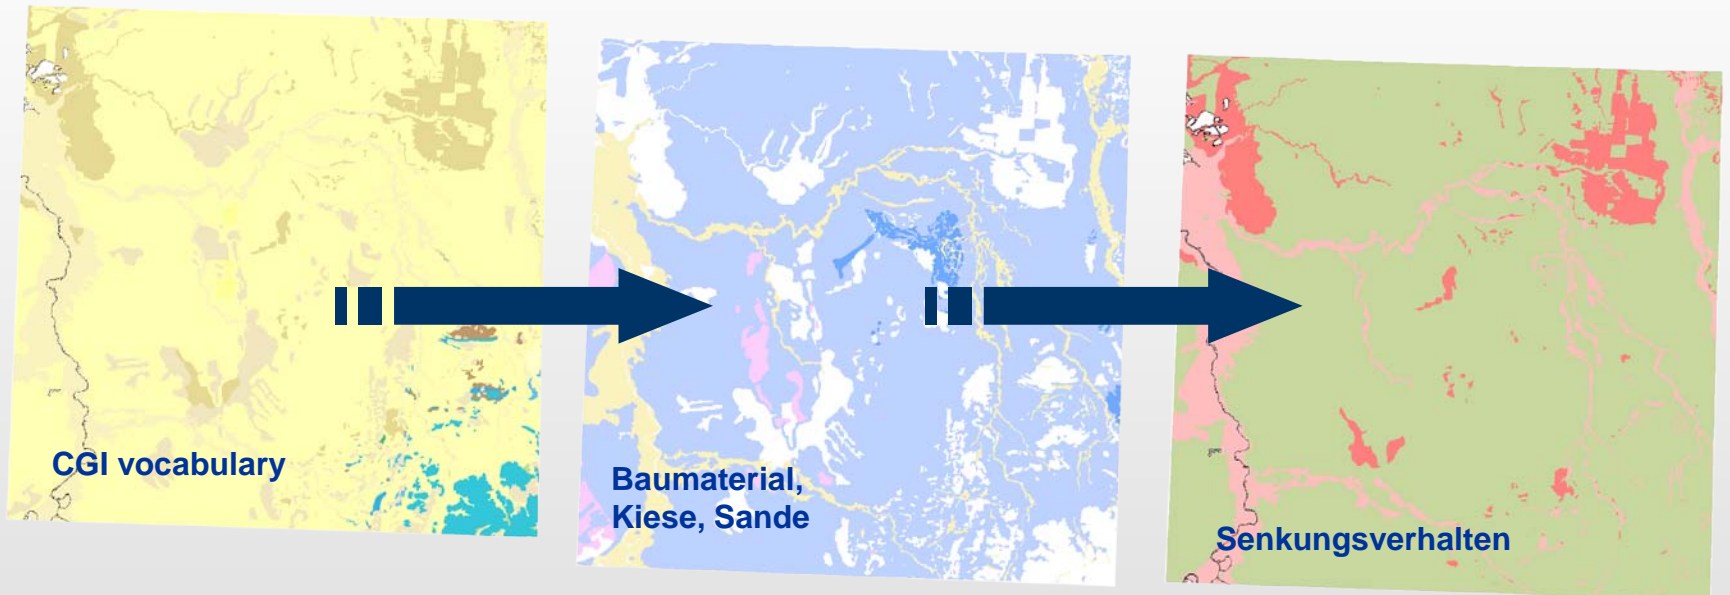 CGI vocabulary
Baumaterial,
Kiese, Sande
Senkungsverhalten